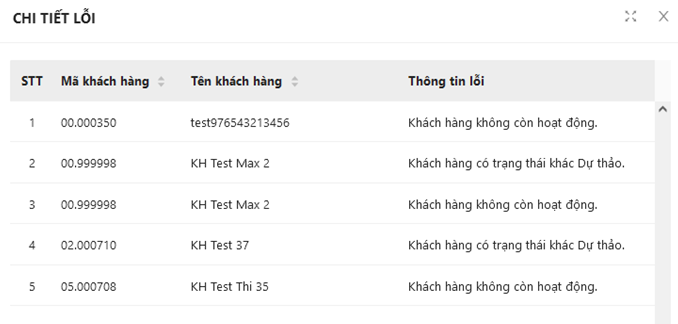 CHI TIẾT LỖI
STT Mã khách hàng Tên khách hàng Thông tin lỗi
1 00.000350 test976543213456 Khách hàng không còn hoạt động.
2 00.999998 KH Test Max 2 Khách hàng có trạng thái khác Dự thảo.
3 00.999998 KH Test Max 2 Khách hàng không còn hoạt động.
4 02.000710 KH Test 37 Khách hàng có trạng thái khác Dự thảo.
5 05.000708 KH Test Thi 35 Khách hàng không còn hoạt động.